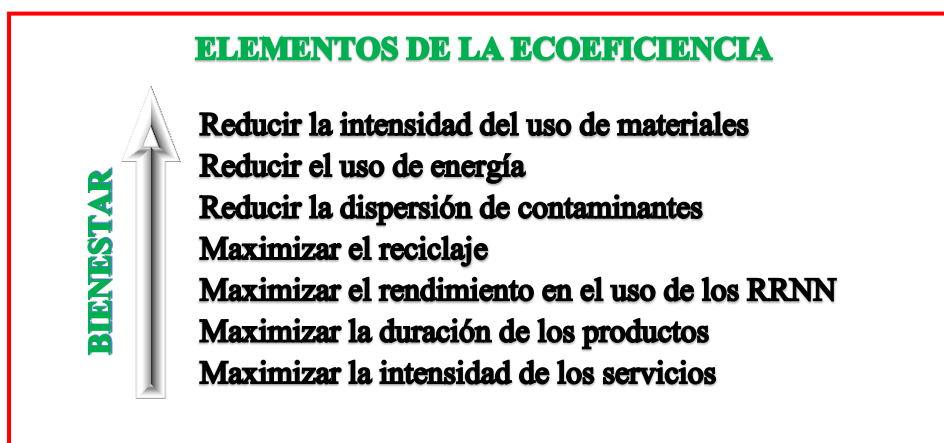 ELEMENTOS DE LA ECOEFICIENCIA
BIENESTAR
Reducir la intensidad del uso de materiales
Reducir el uso de energía
Reducir la dispersión de contaminantes
Maximizar el reciclaje
Maximizar el rendimiento en el uso de los RRNN
Maximizar la duración de los productos
Maximizar la intensidad de los servicios